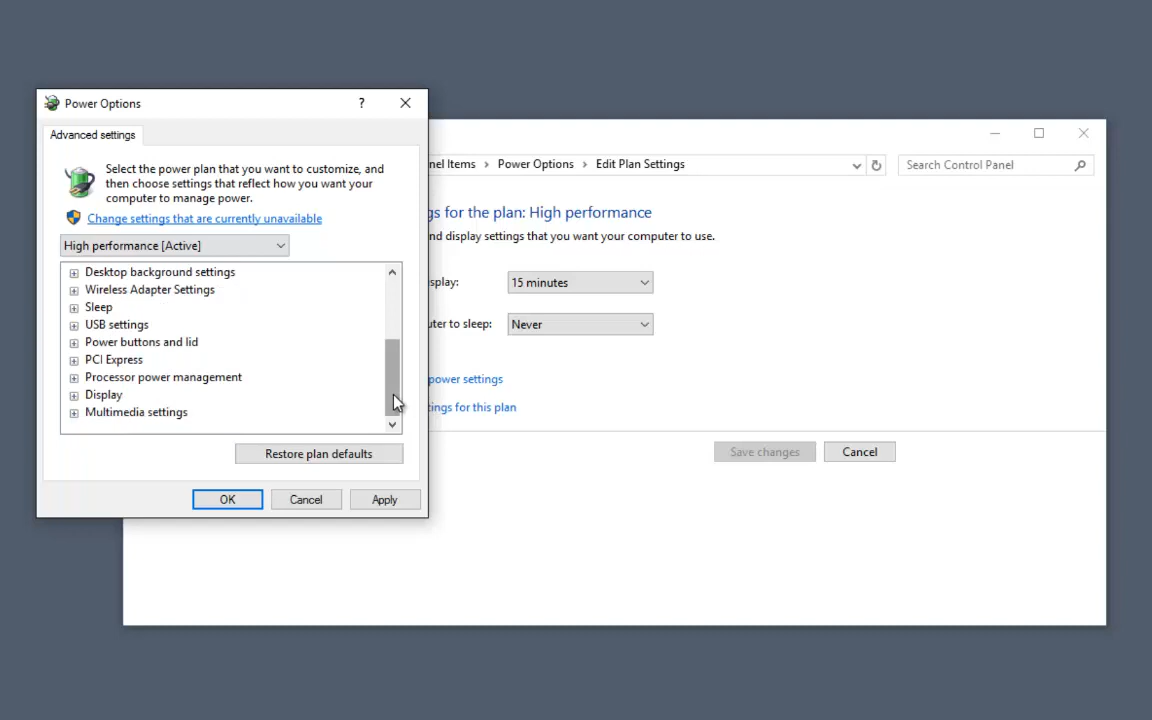 Power Options
?
Advanced settings
Select the power plan that you want to customize, and
then choose settings that reflect how you want your
computer to manage power.
Change settings that are currently unavailable
High performance [Active]
Desktop background settings
Wireless Adapter Settings
Sleep
USB settings
Power buttons and lid
PCI Express
Processor power management
Display
Multimedia settings
Restore plan defaults
OK Cancel Apply
nel Items > Power Options > Edit Plan Settings
Search Control Panel
gs for the plan: High performance
nd display settings that you want your computer to use.
splay: 15 minutes
uter to sleep: Never
power settings
tings for this plan
Save changes Cancel